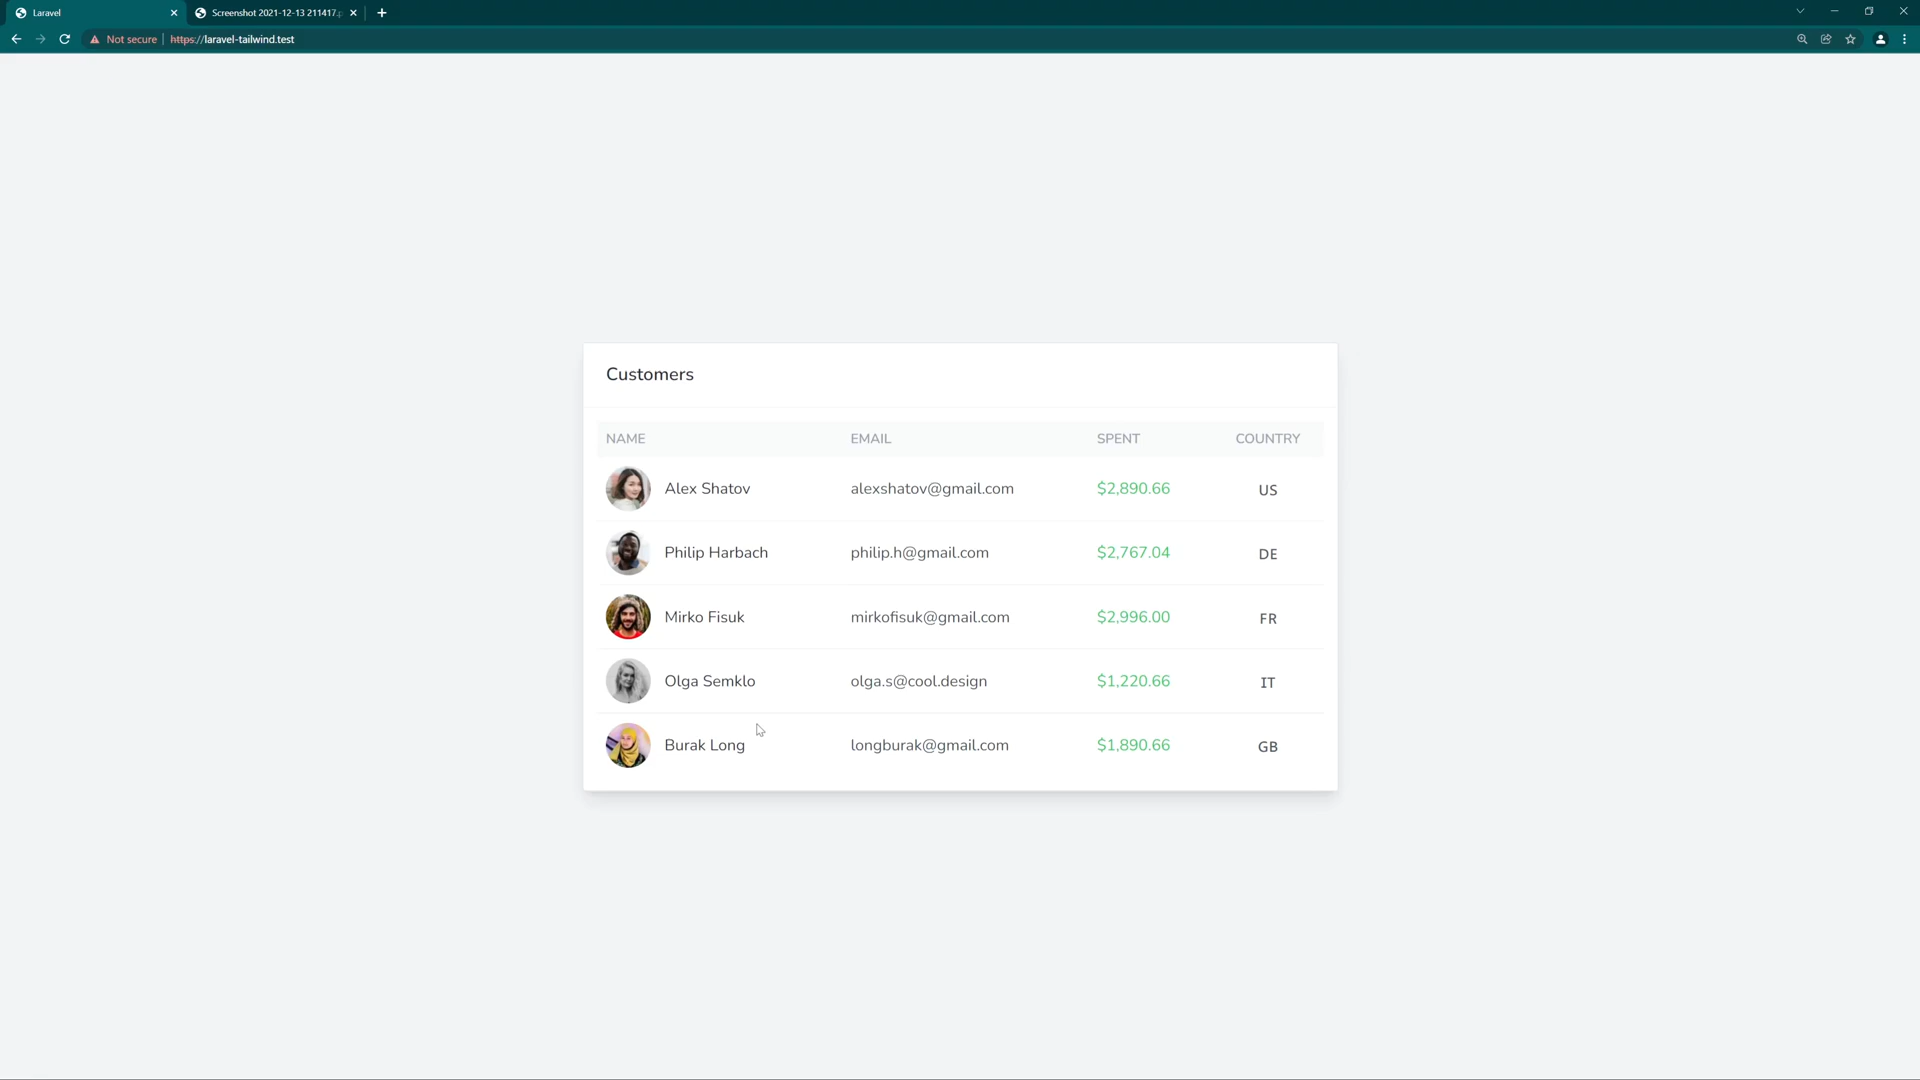 Laravel
Screenshot 2021-12-13 211417.p
Not secure
https://laravel-tailwind.test
Customers
NAME EMAIL SPENT COUNTRY
Alex Shatov alexshatov@gmail.com $2,890.66 US
Philip Harbach philip.h@gmail.com $2,767.04 DE
Mirko Fisuk mirkofisuk@gmail.com $2,996.00 FR
Olga Semklo olga.s@cool.design $1,220.66 IT
Burak Long longburak@gmail.com $1,890.66 GB